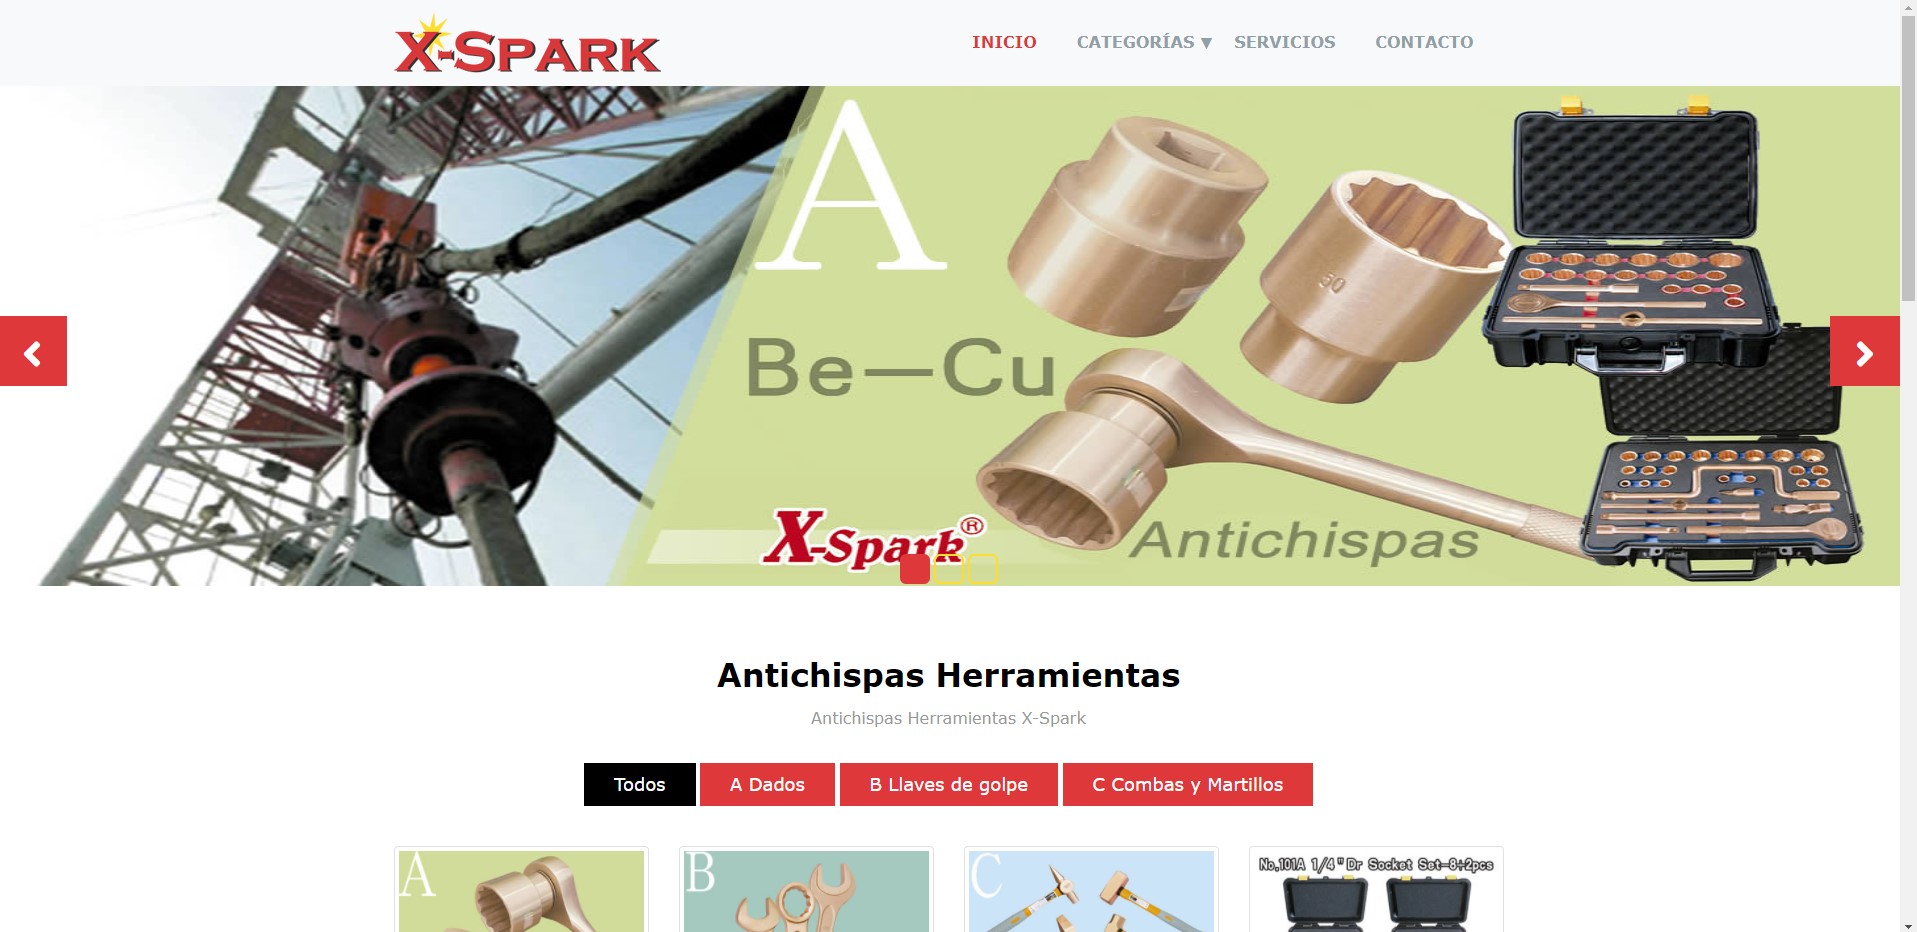 X-SPARK
INICIO
CATEGORÍAS ▼
SERVICIOS
CONTACTO
A
Be-Cu
30
X-Spark®
Antichispas
Antichispas Herramientas
Antichispas Herramientas X-Spark
Todos
A Dados
B Llaves de golpe
C Combas y Martillos
A
B
C
No,101A 1/4"Dr Socket Set-8+2pcs